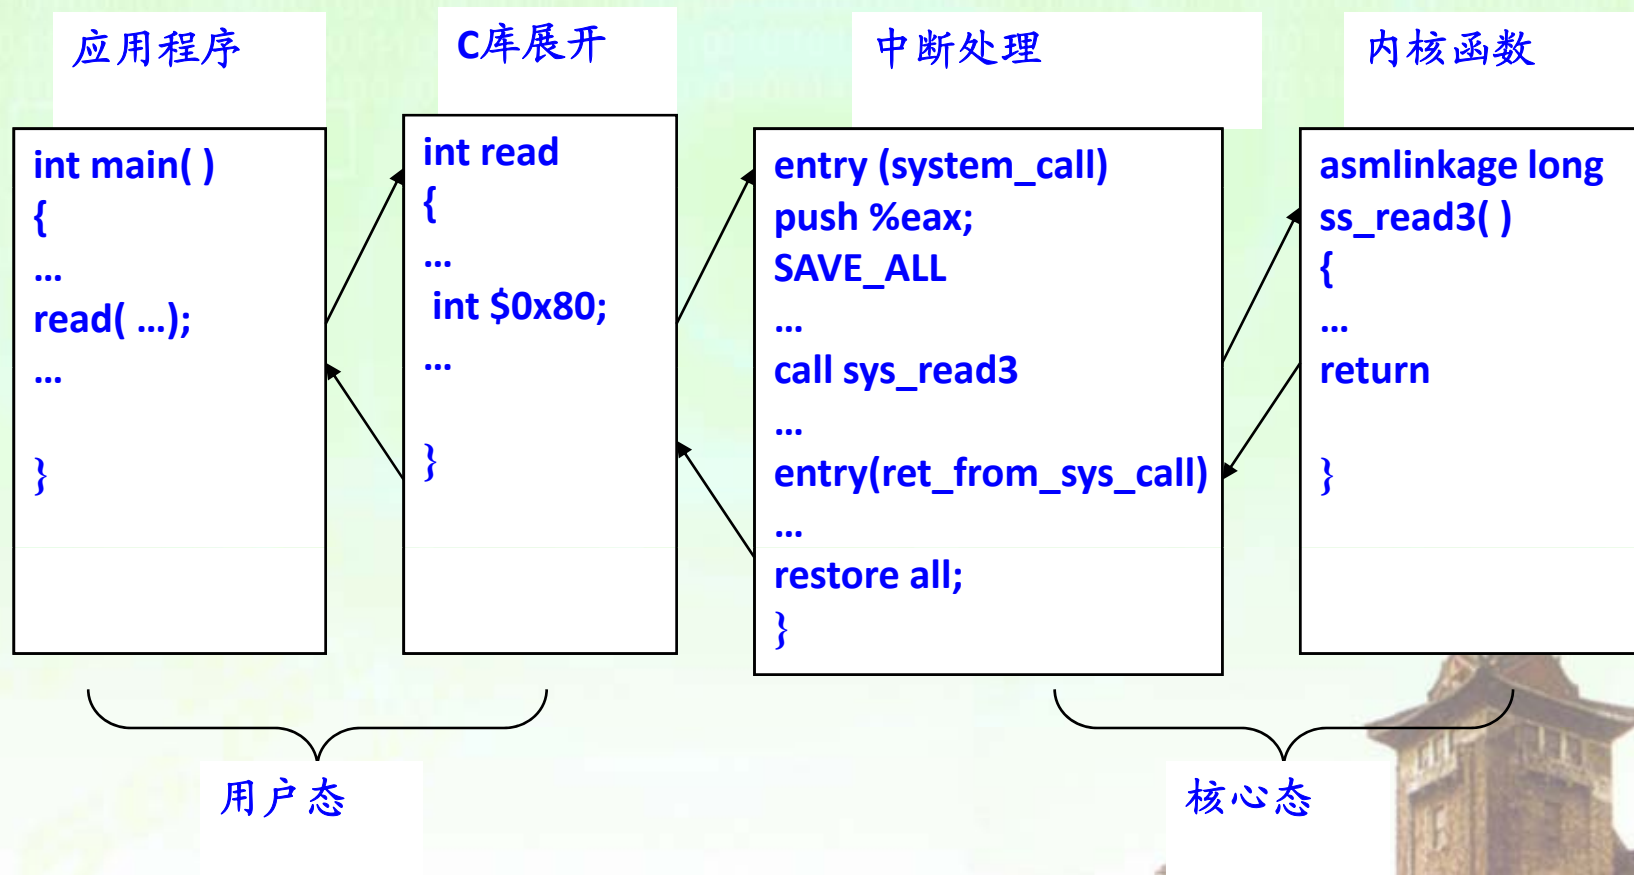 应用程序
int main( )
{
…
read( …);
…
}
C库展开
int read
{
…
int $0x80;
…
}
中断处理
entry (system_call)
push %eax;
SAVE_ALL
…
call sys_read3
…
entry(ret_from_sys_call)
…
restore all;
}
内核函数
asmlinkage long
ss_read3( )
{
…
return
}
用户态
核心态